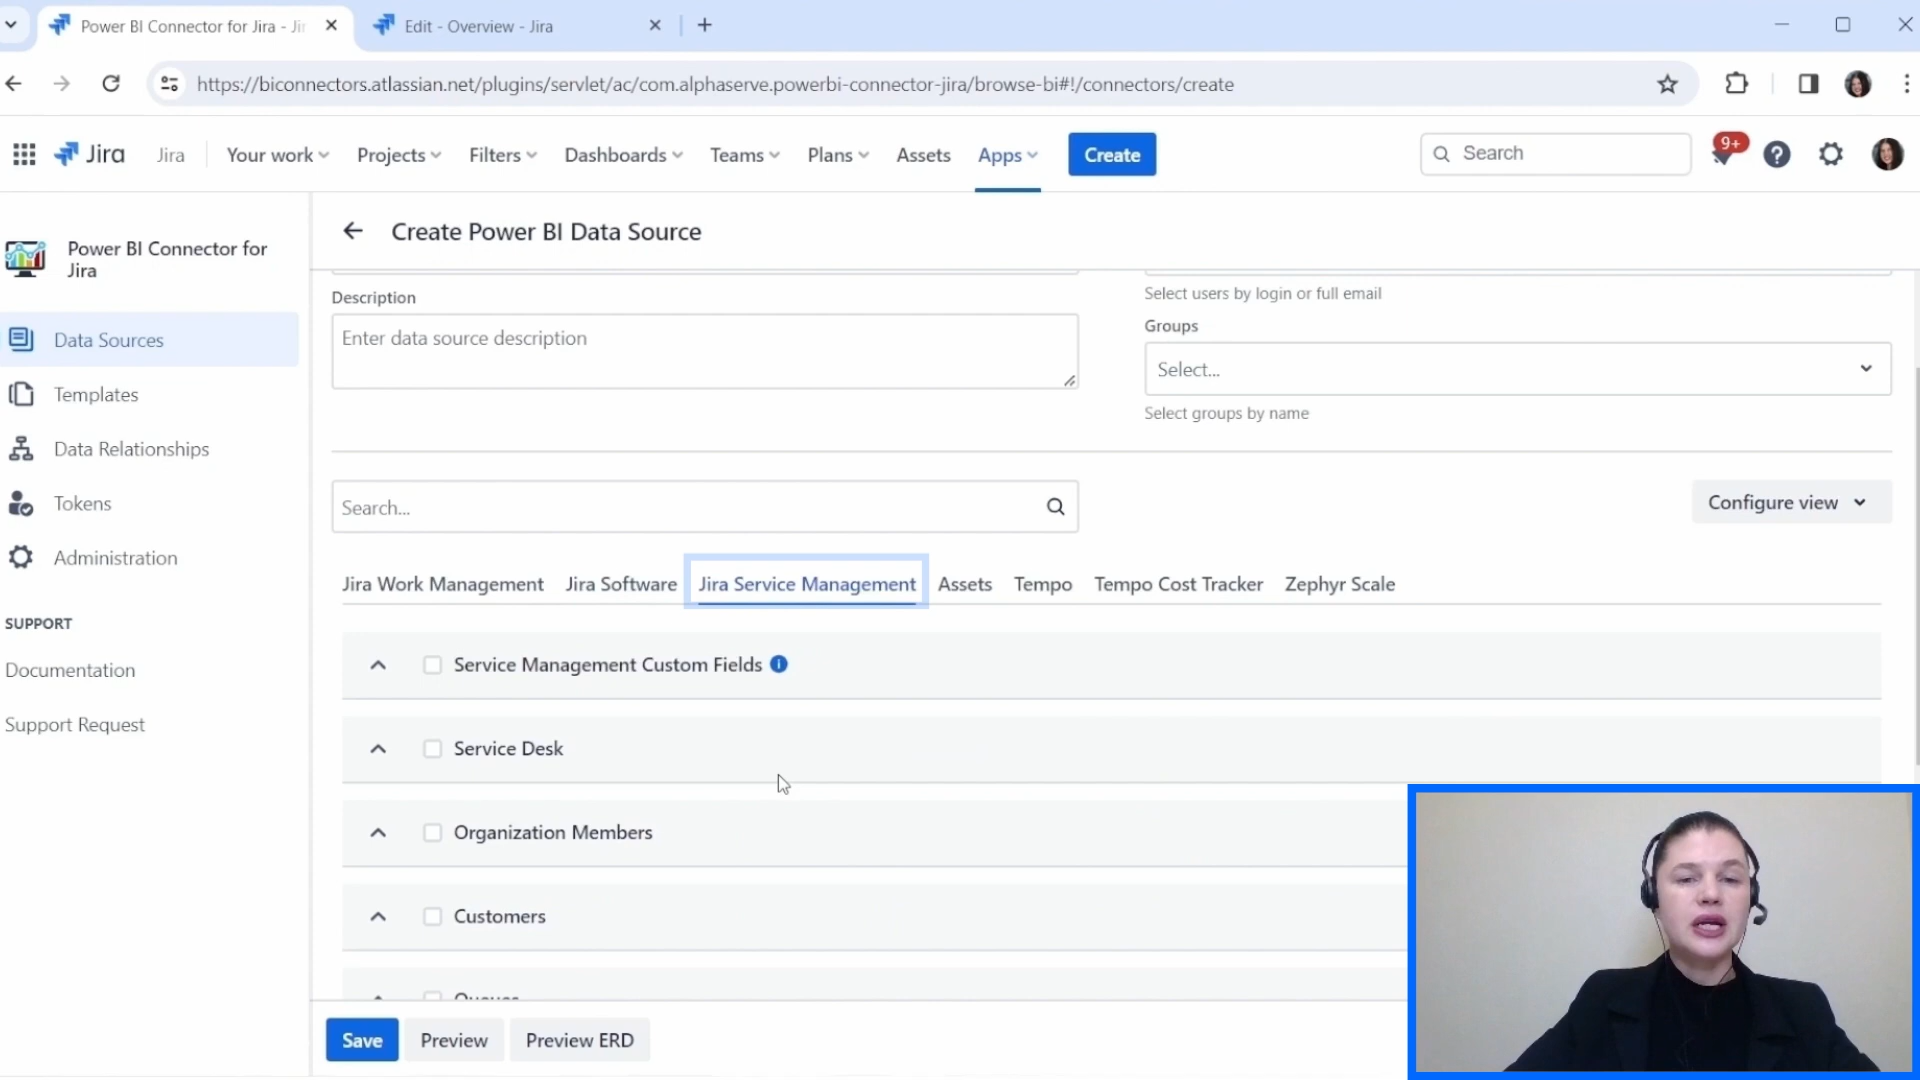 Power BI Connector for Jira - Jir
Edit - Overview - Jira
https://biconnectors.atlassian.net/plugins/servlet/ac/com.alphaserve.powerbi-connector-jira/browse-bi#!/connectors/create
Jira
Jira
Your work
Projects
Filters
Dashboards
Teams
Plans
Assets
Apps
Create
Search
9+
Power BI Connector for
Jira
Data Sources
Templates
Data Relationships
Tokens
Administration
SUPPORT
Documentation
Support Request
Create Power BI Data Source
Description
Enter data source description
Select users by login or full email
Groups
Select...
Select groups by name
Search...
Configure view
Jira Work Management
Jira Software
Jira Service Management
Assets
Tempo
Tempo Cost Tracker
Zephyr Scale
Service Management Custom Fields
Service Desk
Organization Members
Customers
Queues
Save
Preview
Preview ERD